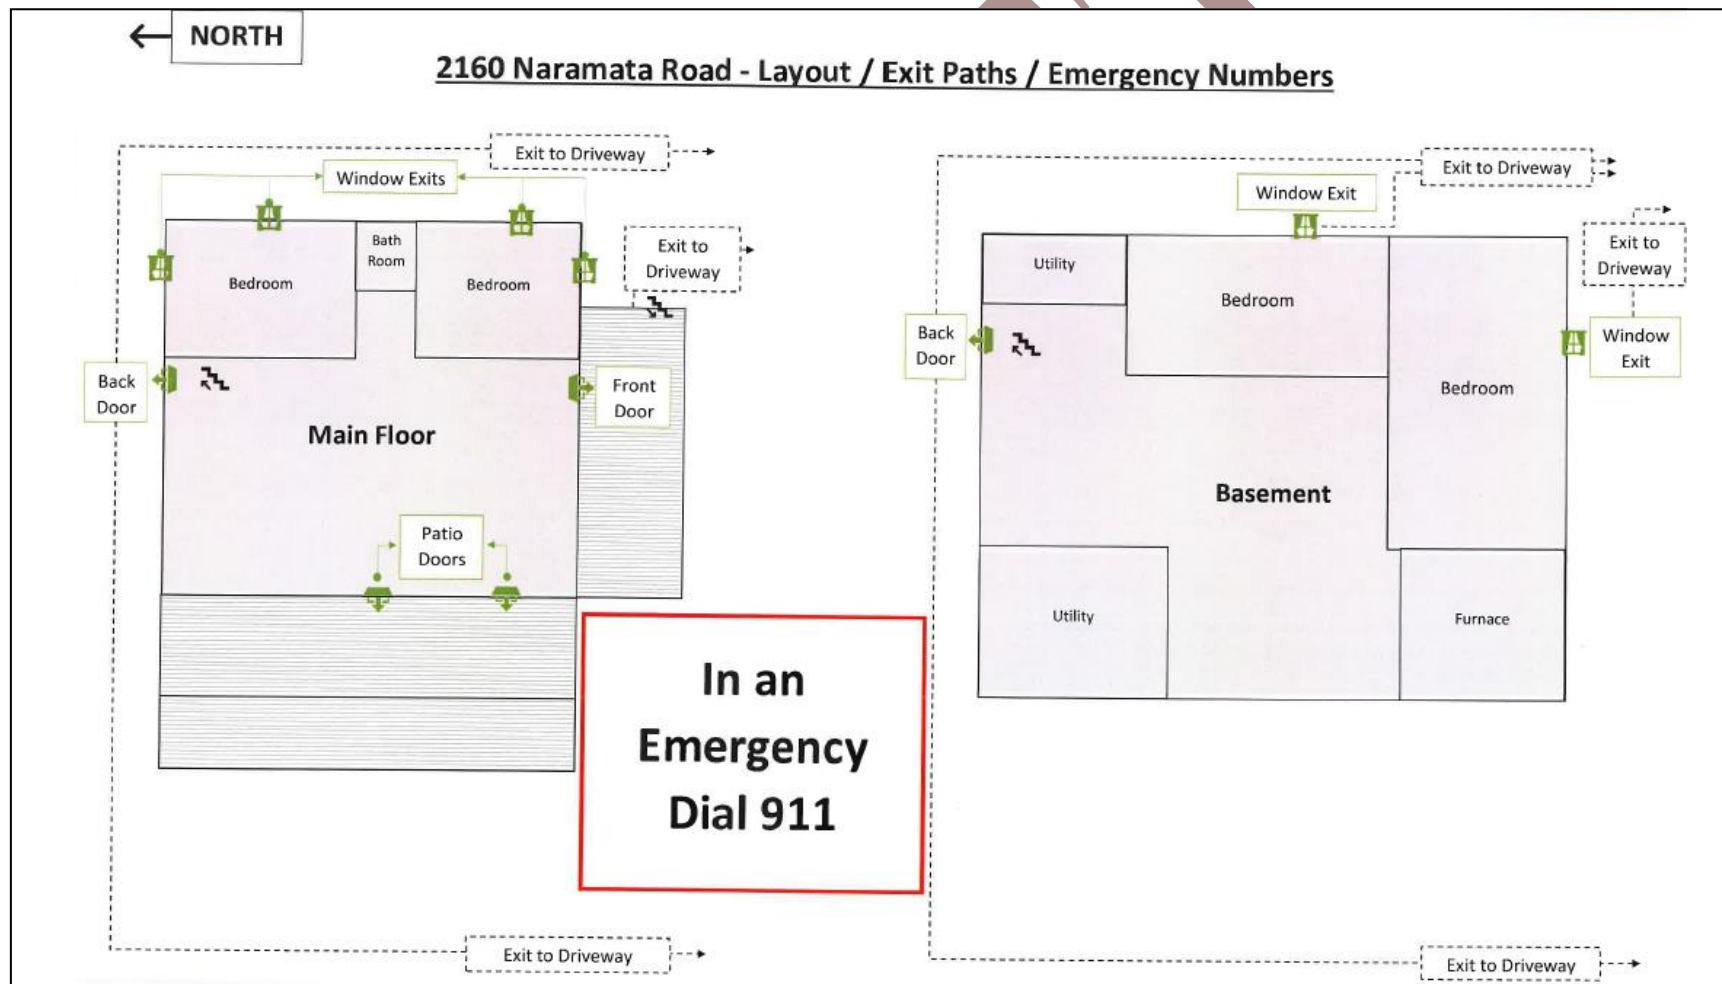 NORTH
2160 Naramata Road - Layout / Exit Paths / Emergency Numbers
Exit to Driveway
Window Exits
Bedroom
Bath
Room
Bedroom
Exit to
Driveway
Back
Door
Front
Door
Main Floor
Patio
Doors
Exit to Driveway
In an
Emergency
Dial 911
Exit to Driveway
Window Exit
Exit to
Driveway
Utility
Bedroom
Back
Door
Window
Exit
Bedroom
Basement
Utility
Furnace
Exit to Driveway